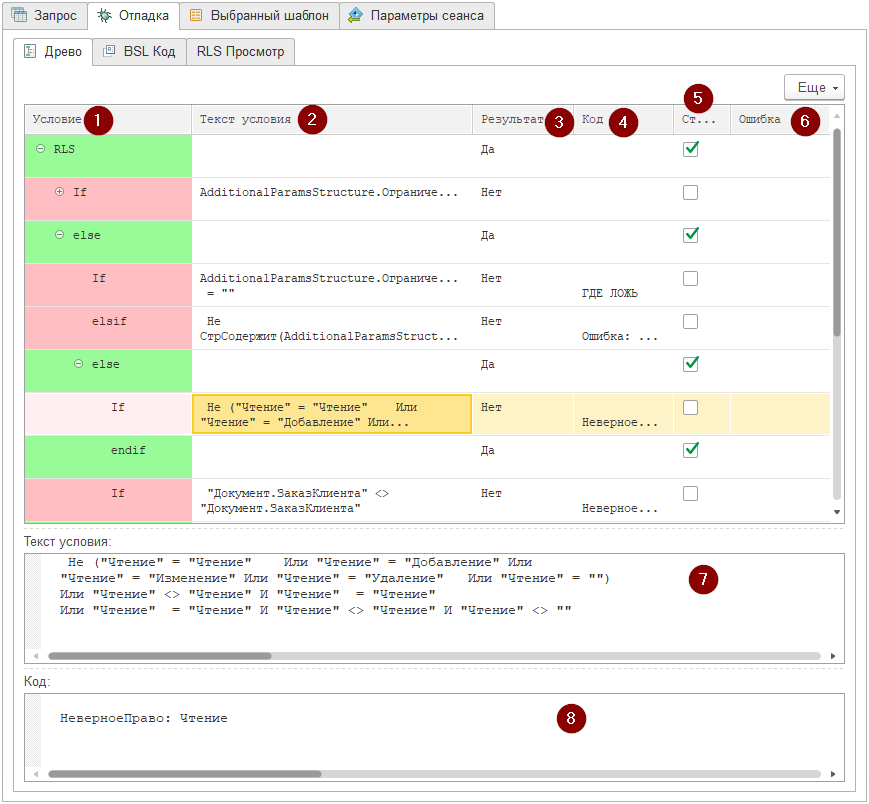 Запрос Отладка Выбранный шаблон Параметры сеанса
Древо BSL Код RLS Просмотр
Еще
Условие 1 Текст условия 2 Результат 3 Код 4 Ст... 5 Ошибка 6
RLS Да
If AdditionalParamsStructure.Ограниче... Нет
else Да
If AdditionalParamsStructure.Ограниче... Нет
= "" ГДЕ ЛОЖЬ
elsif Не Нет
СтрСодержит(AdditionalParamsStruct... Ошибка: ...
else Да
If Не ("Чтение" = "Чтение" Или Нет
"Чтение" = "Добавление" Или... Неверное...
endif Да
If "Документ.ЗаказКлиента" <> Нет
"Документ.ЗаказКлиента" Неверное...
Текст условия:
Не ("Чтение" = "Чтение" Или "Чтение" = "Добавление" Или
"Чтение" = "Изменение" Или "Чтение" = "Удаление" Или "Чтение" = "") 7
Или "Чтение" <> "Чтение" И "Чтение" = "Чтение"
Или "Чтение" = "Чтение" И "Чтение" <> "Чтение" И "Чтение" <> ""
Код:
НеверноеПраво: Чтение 8